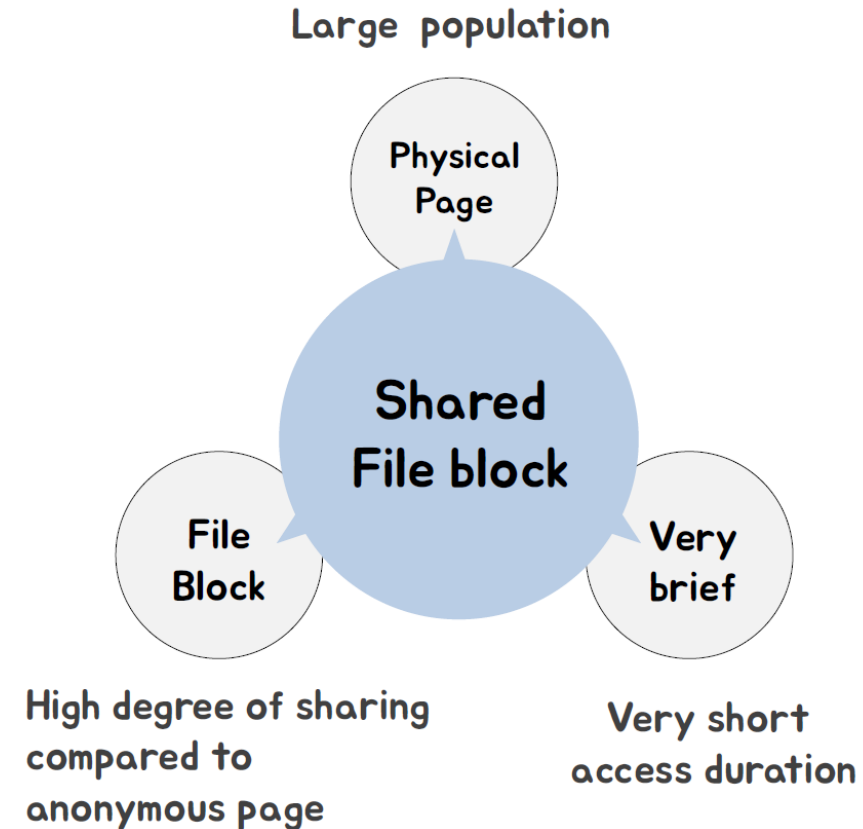 Large population
Physical
Page
Shared
File block
File
Block
Very
brief
High degree of sharing
compared to
anonymous page
Very short
access duration